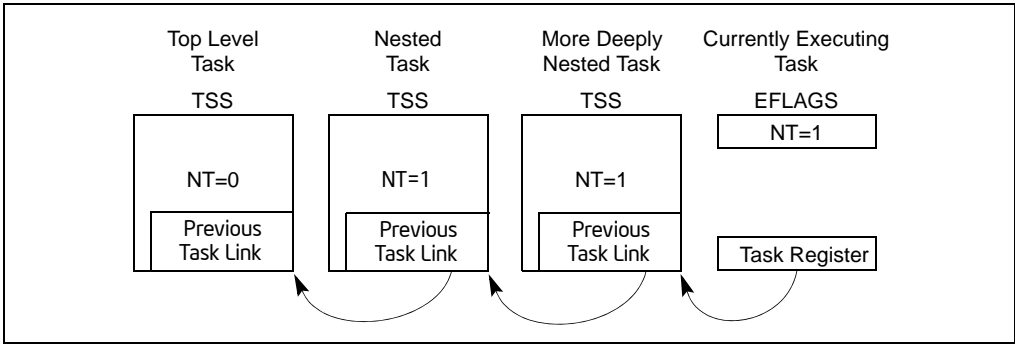 Top Level
Task
TSS
NT=0
Previous
Task Link
Nested
Task
TSS
NT=1
Previous
Task Link
More Deeply
Nested Task
TSS
NT=1
Previous
Task Link
Currently Executing
Task
EFLAGS
NT=1
Task Register